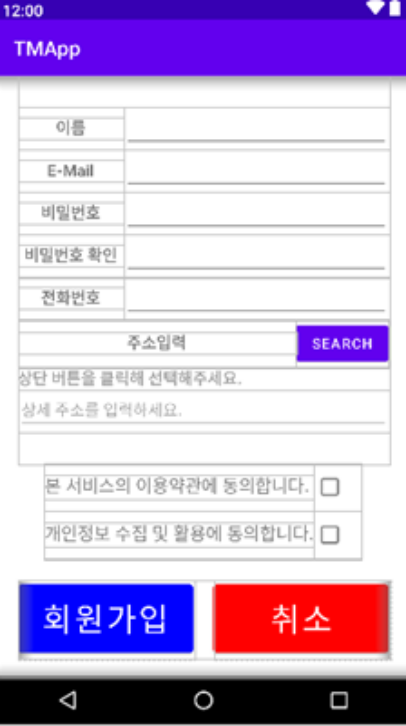 12:00
TMApp
이름
E-Mail
비밀번호
비밀번호 확인
전화번호
주소입력 SEARCH
상단 버튼을 클릭해 선택해주세요.
상세 주소를 입력하세요.
본 서비스의 이용약관에 동의합니다.
개인정보 수집 및 활용에 동의합니다.
회원가입 취소